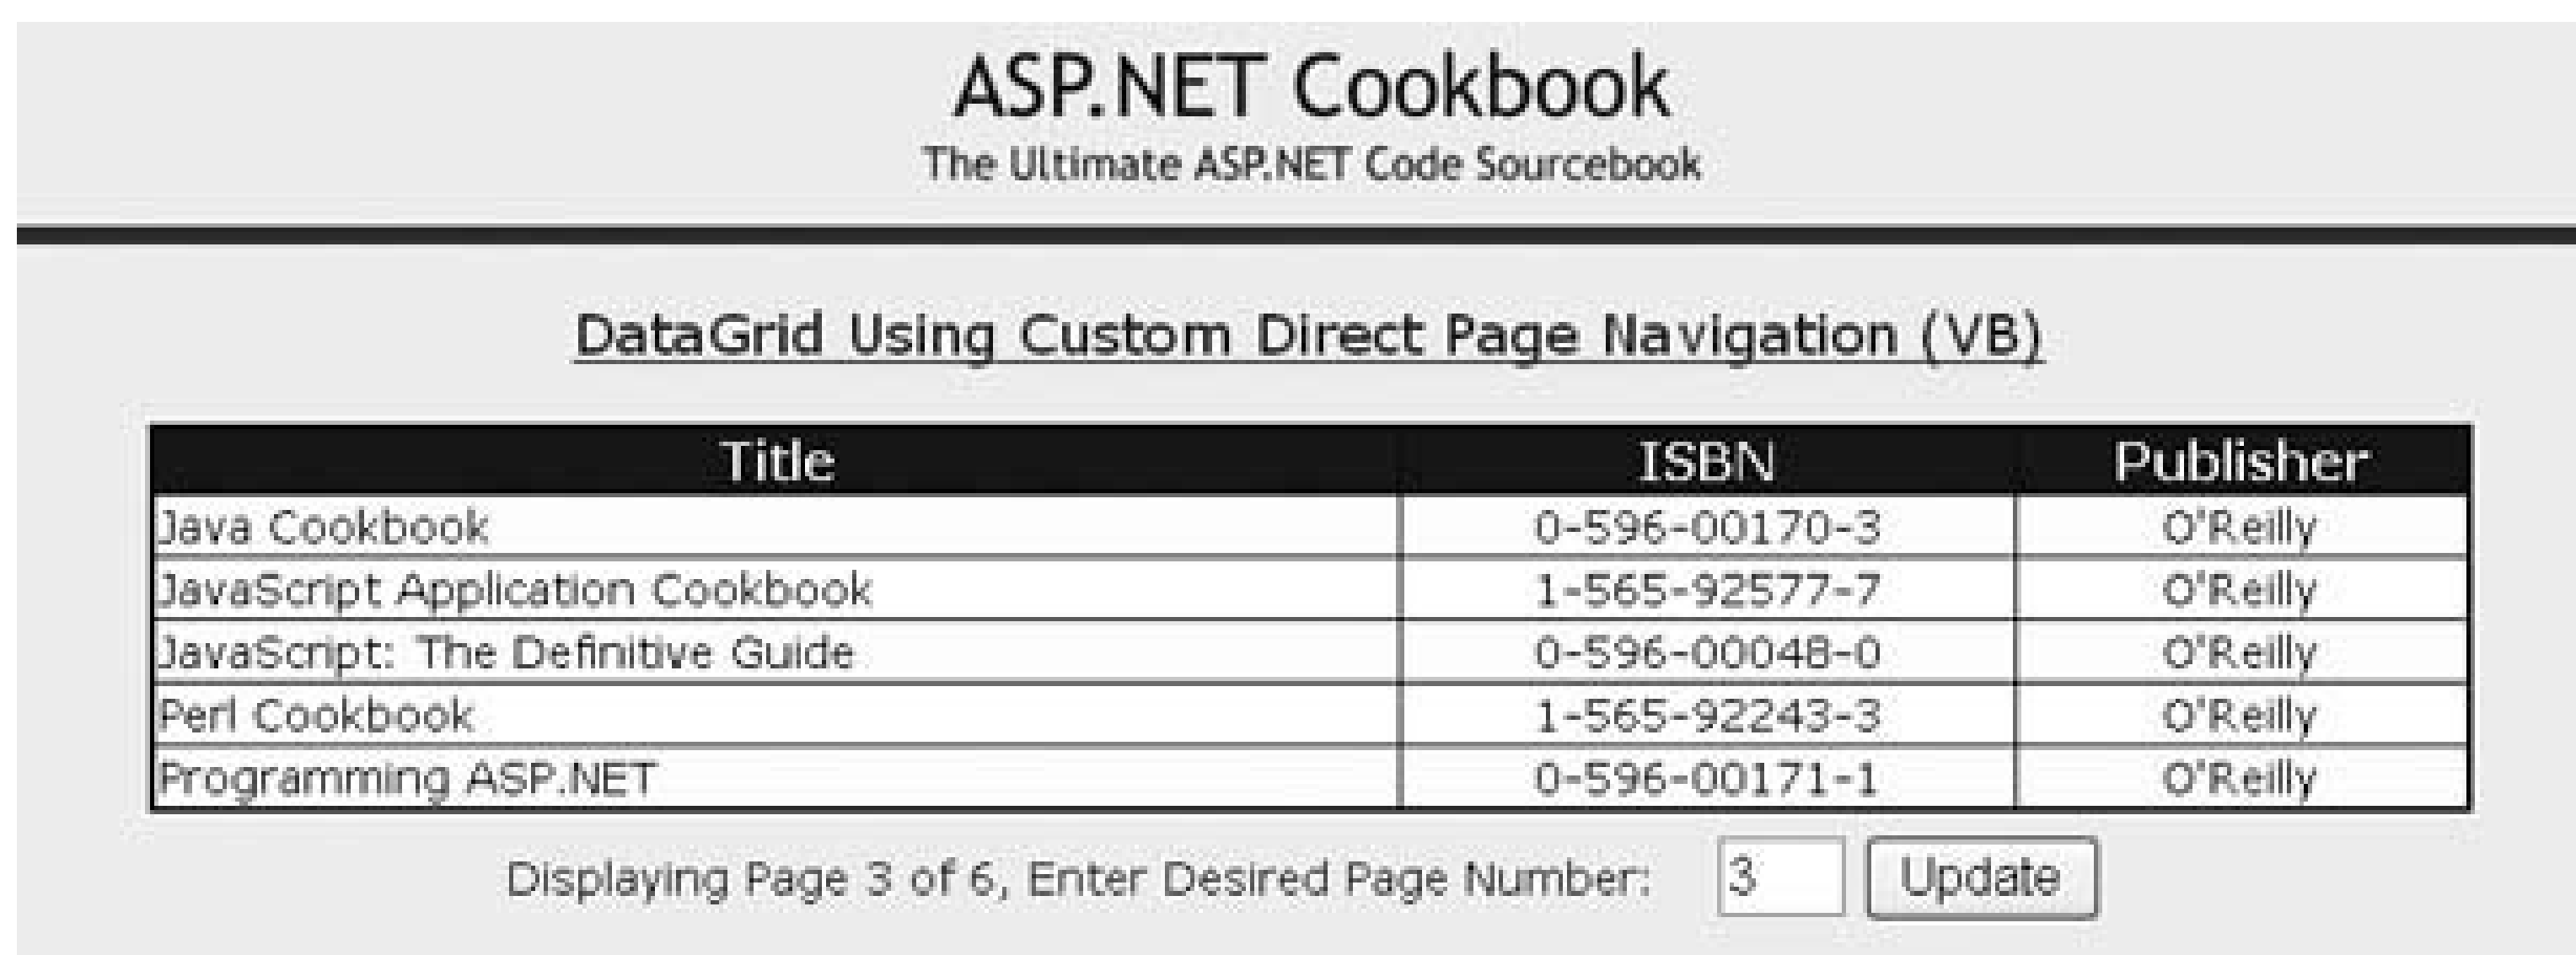 ASP.NET Cookbook
The Ultimate ASP.NET Code Sourcebook
DataGrid Using Custom Direct Page Navigation (VB)
Title ISBN Publisher
Java Cookbook 0-596-00170-3 O'Reilly
JavaScript Application Cookbook 1-565-92577-7 O'Reilly
JavaScript: The Definitive Guide 0-596-00048-0 O'Reilly
Perl Cookbook 1-565-92243-3 O'Reilly
Programming ASP.NET 0-596-00171-1 O'Reilly
Displaying Page 3 of 6, Enter Desired Page Number: 3 Update